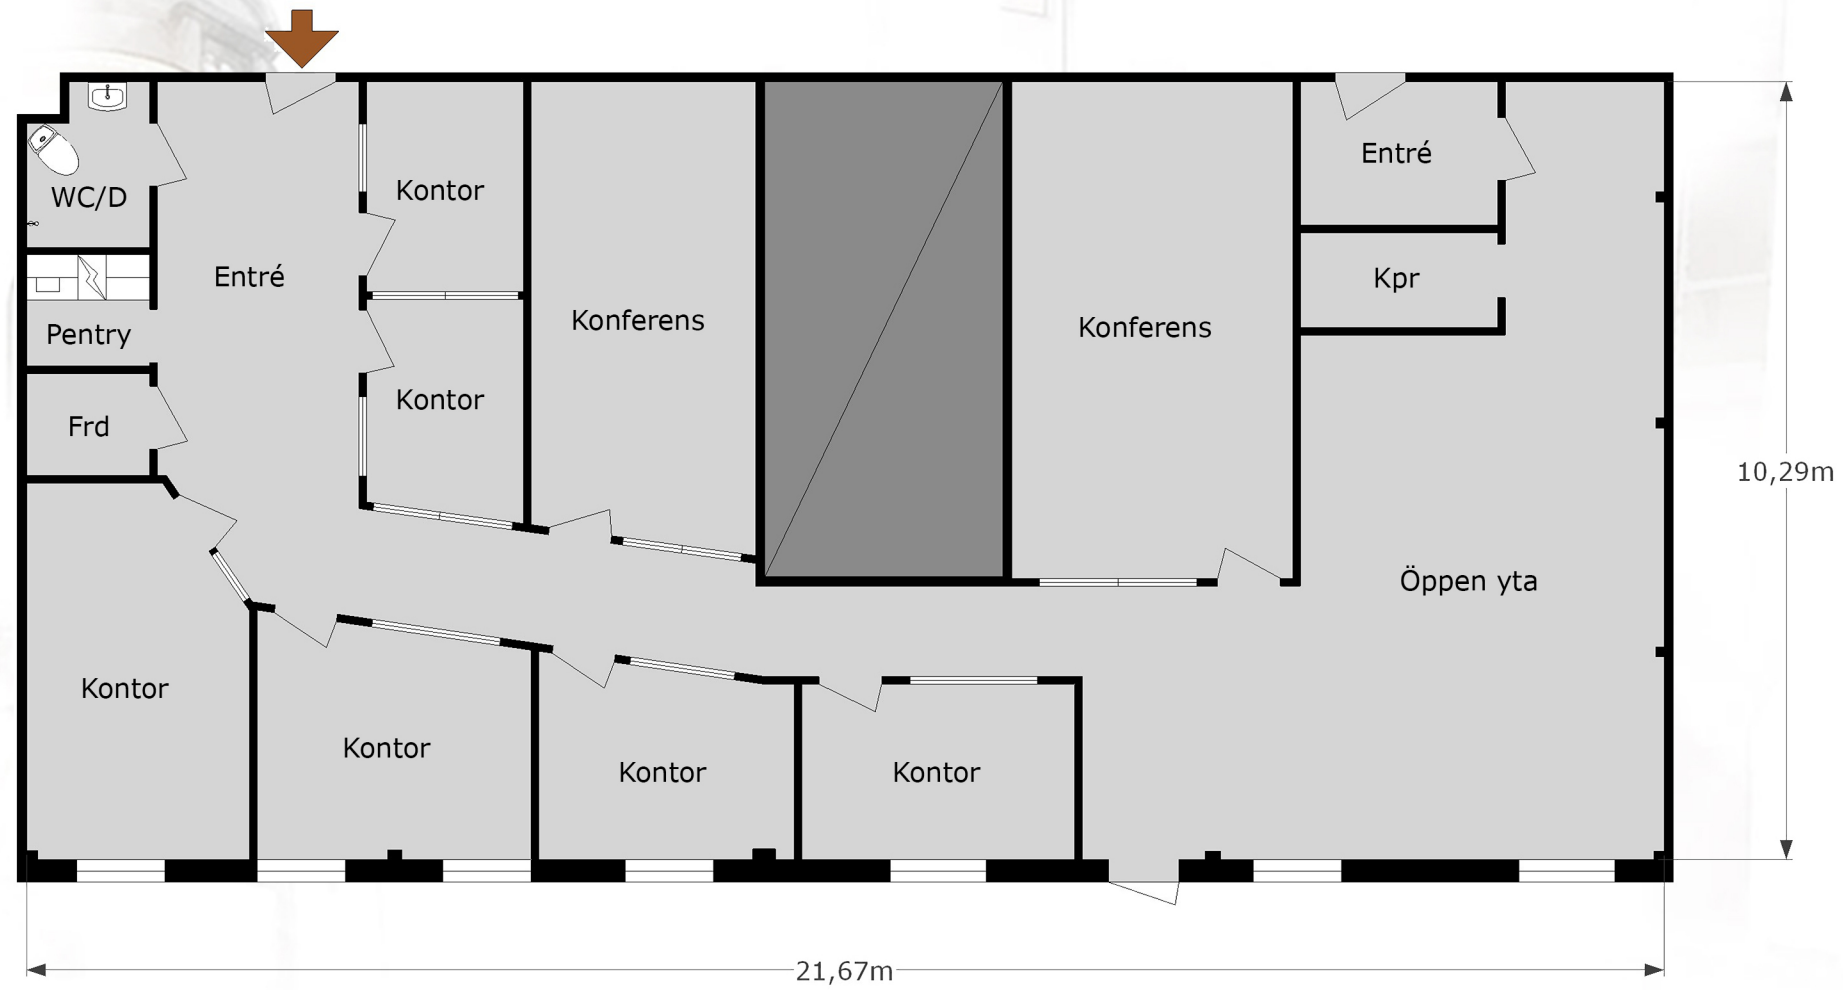 Entré
Kontor
WC/D
Entré
Kpr
Konferens
Konferens
Pentry
Kontor
Frd
10,29m
Öppen yta
Kontor
Kontor
Kontor
Kontor
21,67m